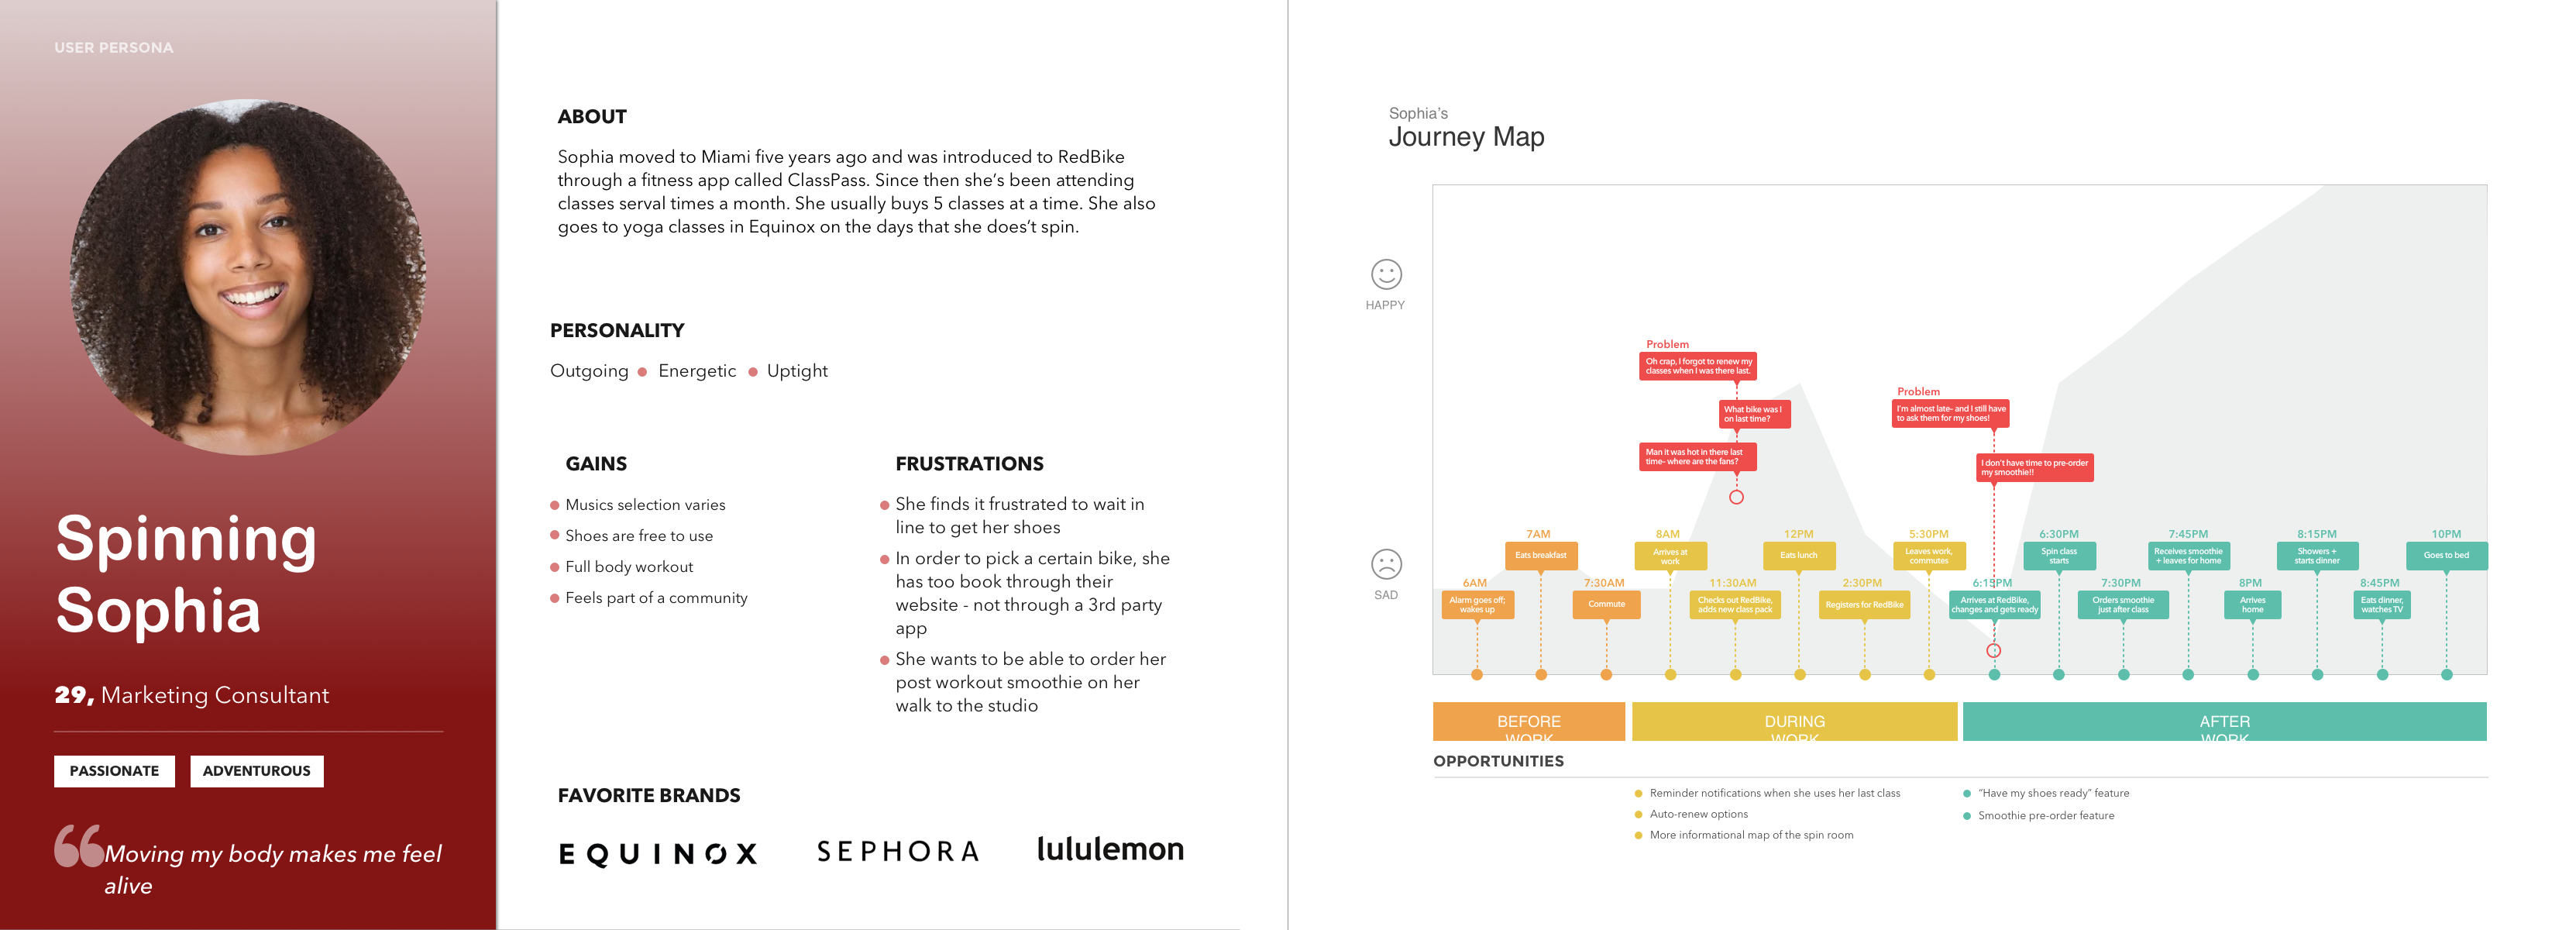 USER PERSONA
Spinning
Sophia
29, Marketing Consultant
PASSIONATE
ADVENTUROUS
“Moving my body makes me feel
alive
ABOUT
Sophia moved to Miami five years ago and was introduced to RedBike
through a fitness app called ClassPass. Since then she’s been attending
classes serval times a month. She usually buys 5 classes at a time. She also
goes to yoga classes in Equinox on the days that she does’t spin.
PERSONALITY
Outgoing ● Energetic ● Uptight
GAINS
● Musics selection varies
● Shoes are free to use
● Full body workout
● Feels part of a community
FRUSTRATIONS
● She finds it frustrated to wait in
line to get her shoes
● In order to pick a certain bike, she
has too book through their
website - not through a 3rd party
app
● She wants to be able to order her
post workout smoothie on her
walk to the studio
FAVORITE BRANDS
EQUINOX
SEPHORA
lululemon
Sophia’s
Journey Map
HAPPY
SAD
Problem
Oh crap, I forgot to renew my
classes when I was there last.
What bike was I
on last time?
Man it was hot in there last
time- where are the fans?
Problem
I'm almost late- and I still have
to ask them for my shoes!
I don't have time to pre-order
my smoothie!!
6AM
Alarm goes off;
wakes up
7AM
Eats breakfast
7:30AM
Commute
8AM
Arrives at
work
11:30AM
Checks out RedBike,
adds new class pack
12PM
Eats lunch
2:30PM
Registers for RedBike
5:30PM
Leaves work,
commutes
6:15PM
Arrives at RedBike,
changes and gets ready
6:30PM
Spin class
starts
7:30PM
Orders smoothie
just after class
7:45PM
Receives smoothie
+ leaves for home
8PM
Arrives
home
8:15PM
Showers +
starts dinner
8:45PM
Eats dinner,
watches TV
10PM
Goes to bed
BEFORE
WORK
DURING
WORK
AFTER
WORK
OPPORTUNITIES
● Reminder notifications when she uses her last class
● Auto-renew options
● More informational map of the spin room
● “Have my shoes ready” feature
● Smoothie pre-order feature